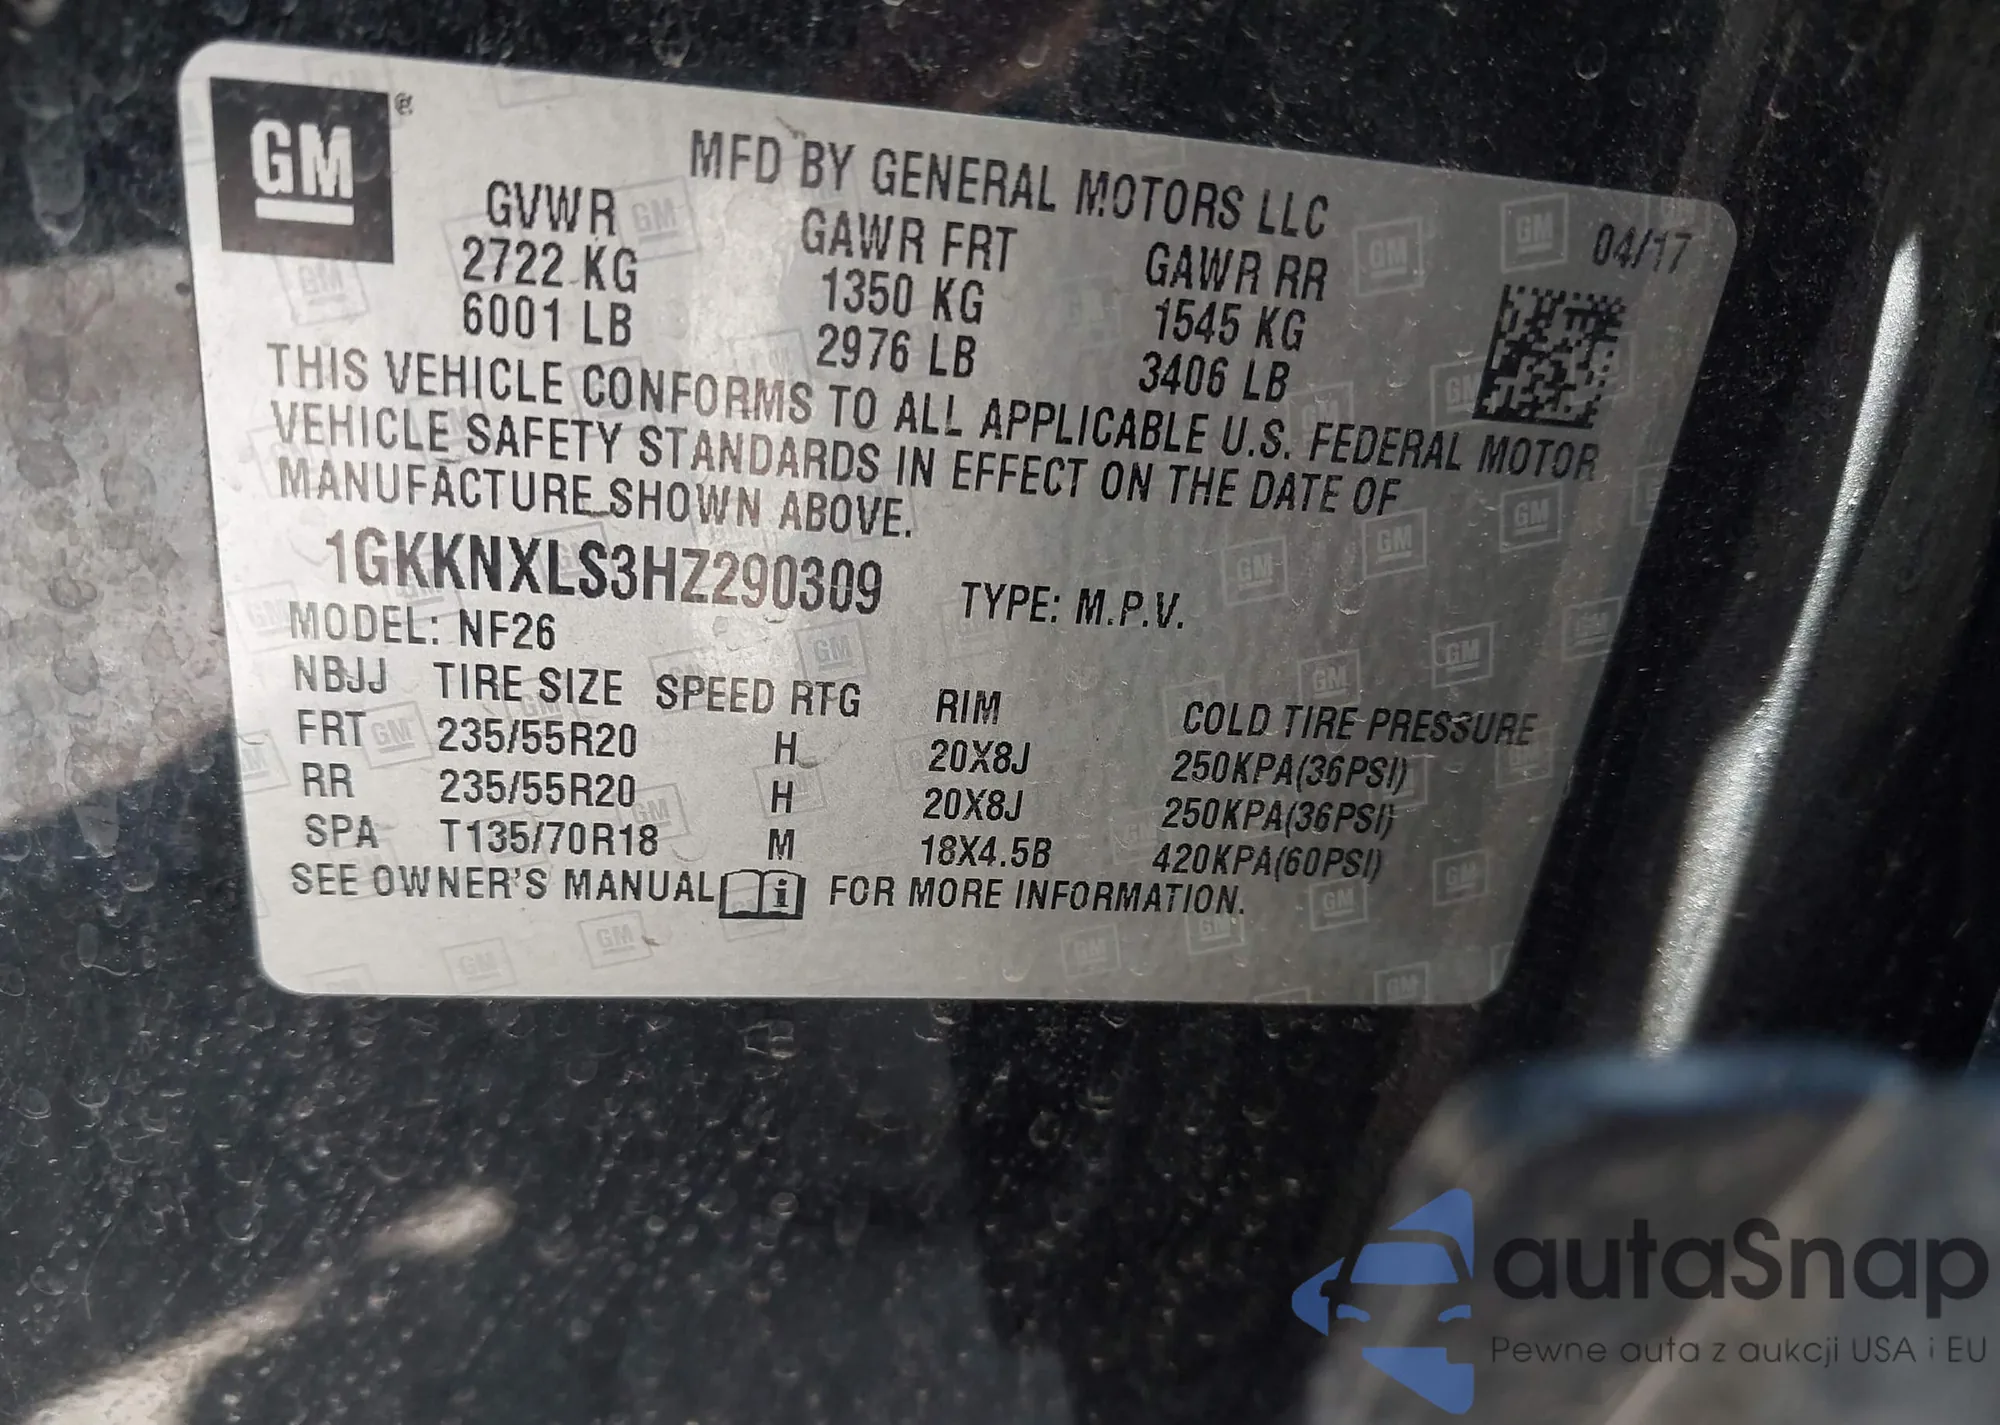 GM ®
MFD BY GENERAL MOTORS LLC
04/17
GVWR GAWR FRT GAWR RR
2722 KG 1350 KG 1545 KG
6001 LB 2976 LB 3406 LB
THIS VEHICLE CONFORMS TO ALL APPLICABLE U.S. FEDERAL MOTOR
VEHICLE SAFETY STANDARDS IN EFFECT ON THE DATE OF
MANUFACTURE SHOWN ABOVE.
1GKKNXLS3HZ290309 TYPE: M.P.V.
MODEL: NF26
NBJJ TIRE SIZE SPEED RTG RIM COLD TIRE PRESSURE
FRT 235/55R20 H 20X8J 250KPA(36PSI)
RR 235/55R20 H 20X8J 250KPA(36PSI)
SPA T135/70R18 M 18X4.5B 420KPA(60PSI)
SEE OWNER'S MANUAL i FOR MORE INFORMATION.
autaSnap
Pewne auta z aukcji USA i EU